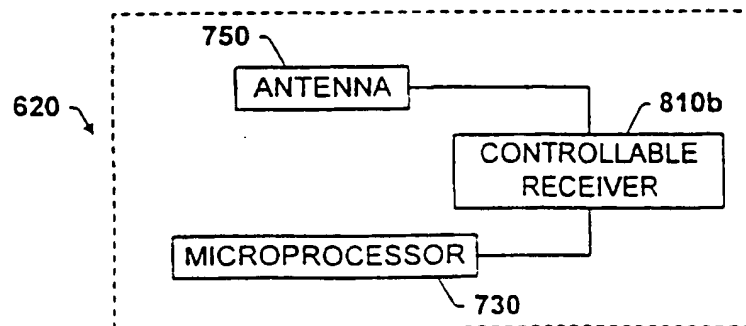 750
ANTENNA
620
810b
CONTROLLABLE
RECEIVER
MICROPROCESSOR
730